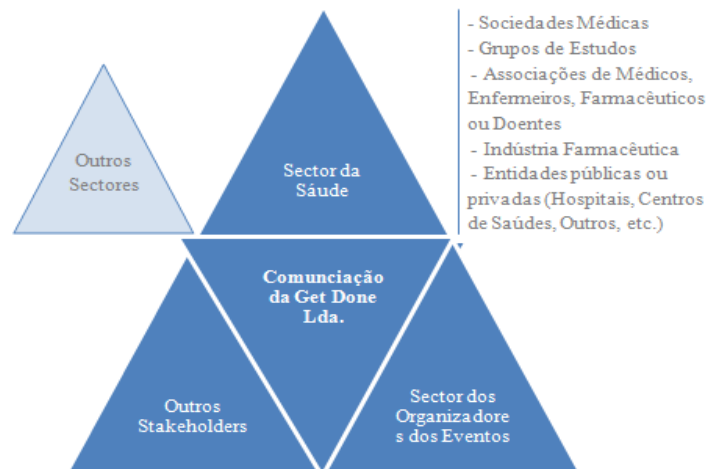 - Sociedades Médicas
- Grupos de Estudos
- Associações de Médicos,
Enfermeiros, Farmacêuticos
ou Doentes
- Indústria Farmacêutica
- Entidades públicas ou
privadas (Hospitais, Centros
de Saúdes, Outros, etc.)
Outros
Sectores
Sector da
Sáude
Comunciação
da Get Done
Lda.
Outros
Stakeholders
Sector dos
Organizadore
s dos Eventos